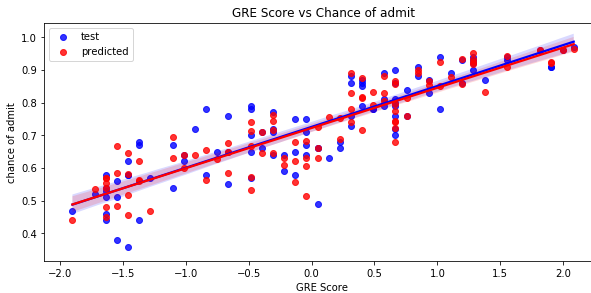 GRE Score vs Chance of admit
test
predicted
chance of admit
1.0
0.9
0.8
0.7
0.6
0.5
0.4
−2.0 −1.5 −1.0 −0.5 0.0 0.5 1.0 1.5 2.0
GRE Score